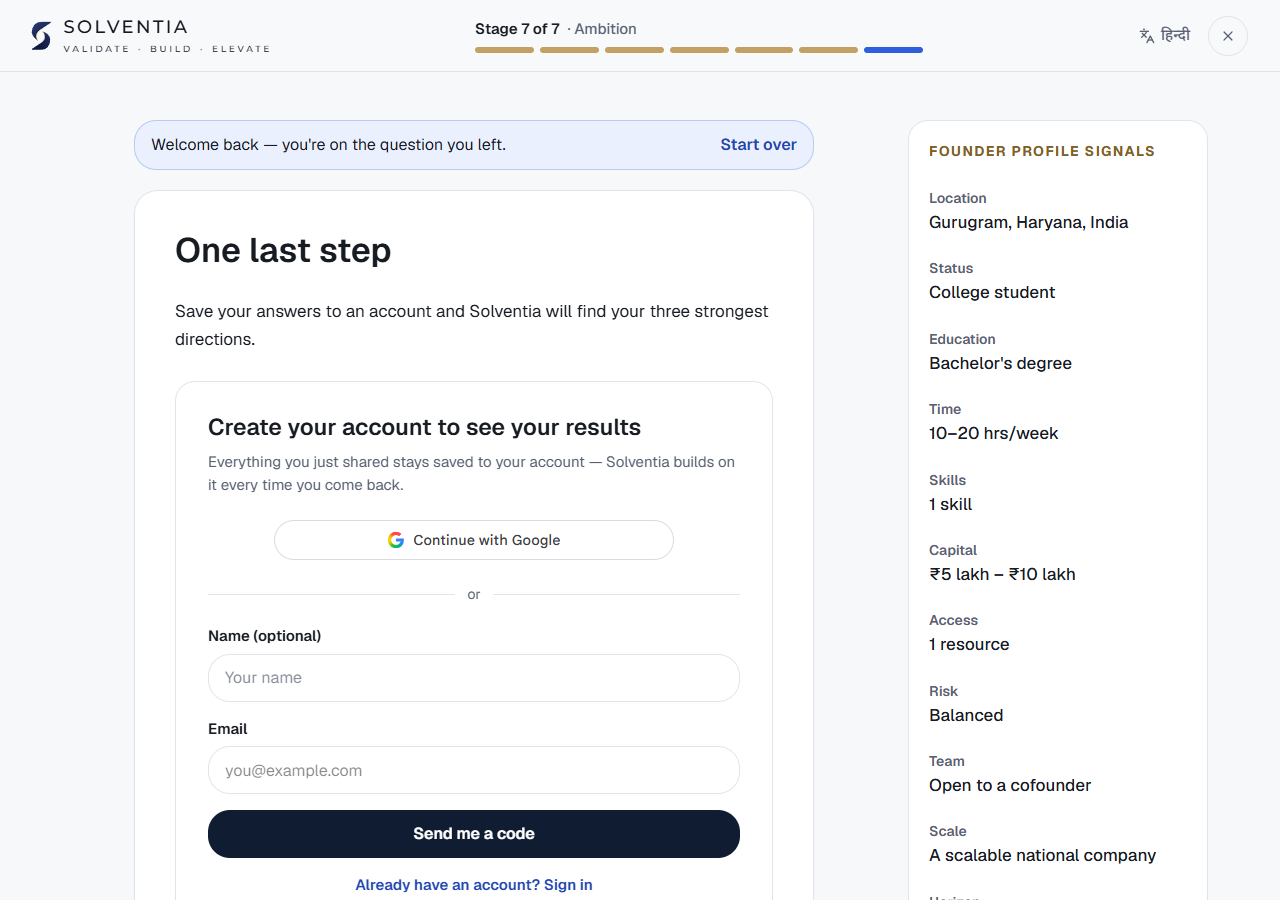 SOLVENTIA
VALIDATE · BUILD · ELEVATE
Stage 7 of 7 · Ambition
हिन्दी
Welcome back — you're on the question you left.
Start over
One last step
Save your answers to an account and Solventia will find your three strongest
directions.
Create your account to see your results
Everything you just shared stays saved to your account — Solventia builds on
it every time you come back.
Continue with Google
or
Name (optional)
Your name
Email
you@example.com
Send me a code
Already have an account? Sign in
FOUNDER PROFILE SIGNALS
Location
Gurugram, Haryana, India
Status
College student
Education
Bachelor's degree
Time
10–20 hrs/week
Skills
1 skill
Capital
₹5 lakh – ₹10 lakh
Access
1 resource
Risk
Balanced
Team
Open to a cofounder
Scale
A scalable national company